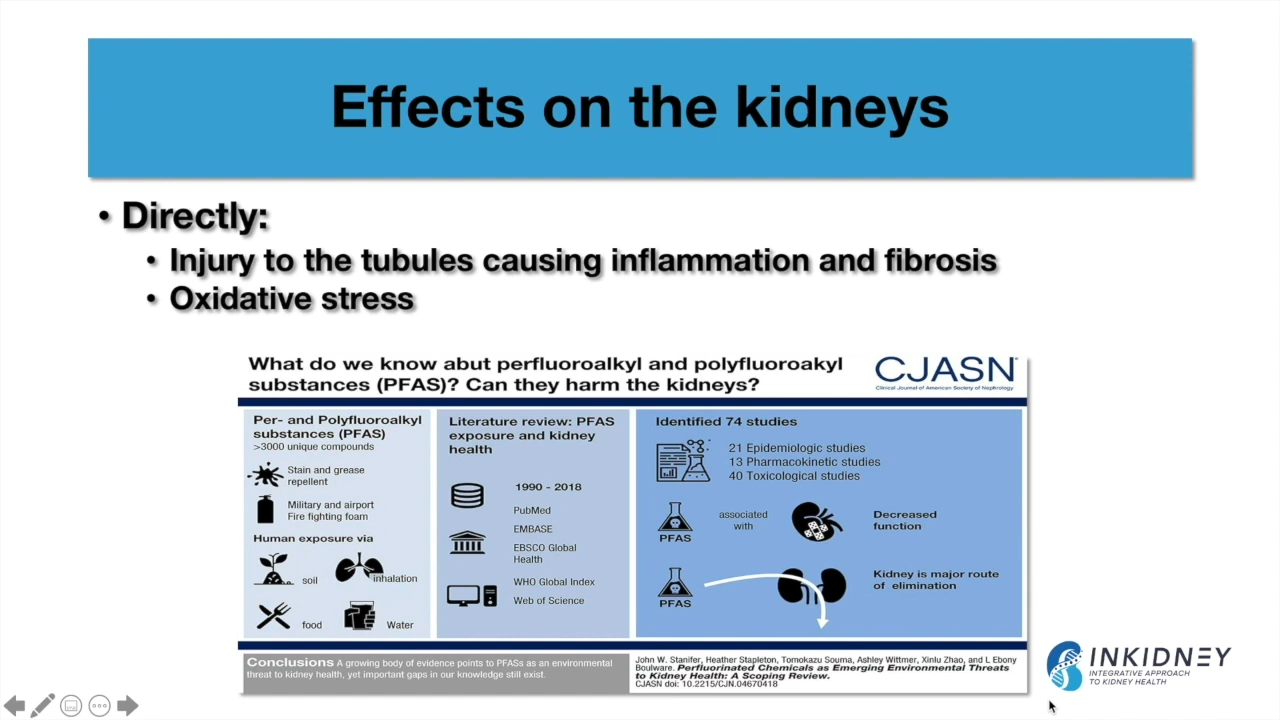 Effects on the kidneys
• Directly:
• Injury to the tubules causing inflammation and fibrosis
• Oxidative stress
What do we know abut perfluoroalkyl and polyfluoroakyl
substances (PFAS)? Can they harm the kidneys?
CJASN
Clinical Journal of American Society of Nephrology
Per- and Polyfluoroalkyl
substances (PFAS)
>3000 unique compounds
Stain and grease
repellent
Military and airport
Fire fighting foam
Human exposure via
soil
inhalation
food
Water
Literature review: PFAS
exposure and kidney
health
1990 - 2018
PubMed
EMBASE
EBSCO Global
Health
WHO Global Index
Web of Science
Identified 74 studies
21 Epidemiologic studies
13 Pharmacokinetic studies
40 Toxicological studies
PFAS
associated
with
Decreased
function
PFAS
Kidney is major route
of elimination
Conclusions A growing body of evidence points to PFASs as an environmental
threat to kidney health, yet important gaps in our knowledge still exist.
John W. Stanifer, Heather Stapleton, Tomokazu Souma, Ashley Wittmer, Xinlu Zhao, and L Ebony
Boulware. Perfluorinated Chemicals as Emerging Environmental Threats
to Kidney Health: A Scoping Review.
CJASN doi: 10.2215/CJN.04670418
INKIDNEY
INTEGRATIVE APPROACH
TO KIDNEY HEALTH